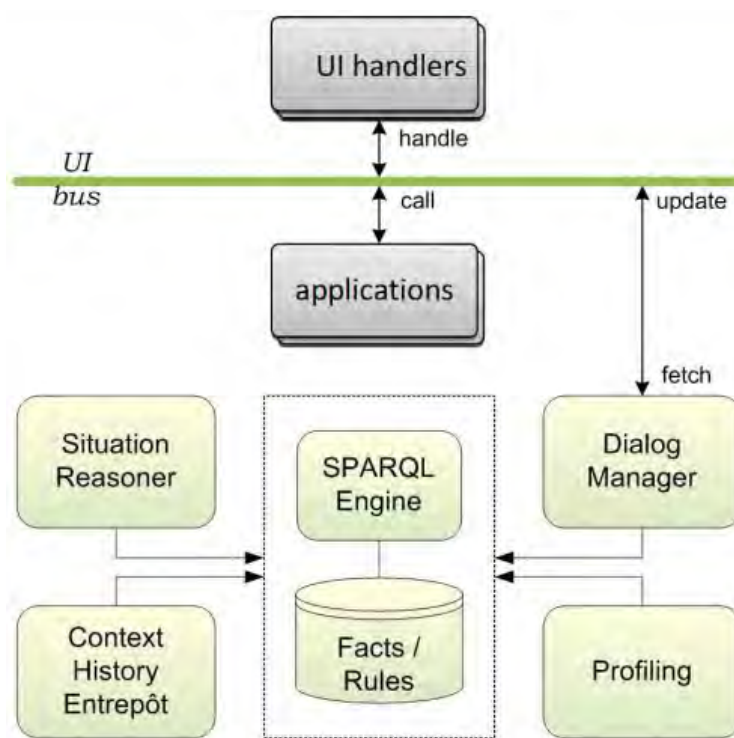 UI handlers
handle
UI
bus
call
update
applications
fetch
Situation
Reasoner
SPARQL
Engine
Dialog
Manager
Context
History
Entrepôt
Facts /
Rules
Profiling